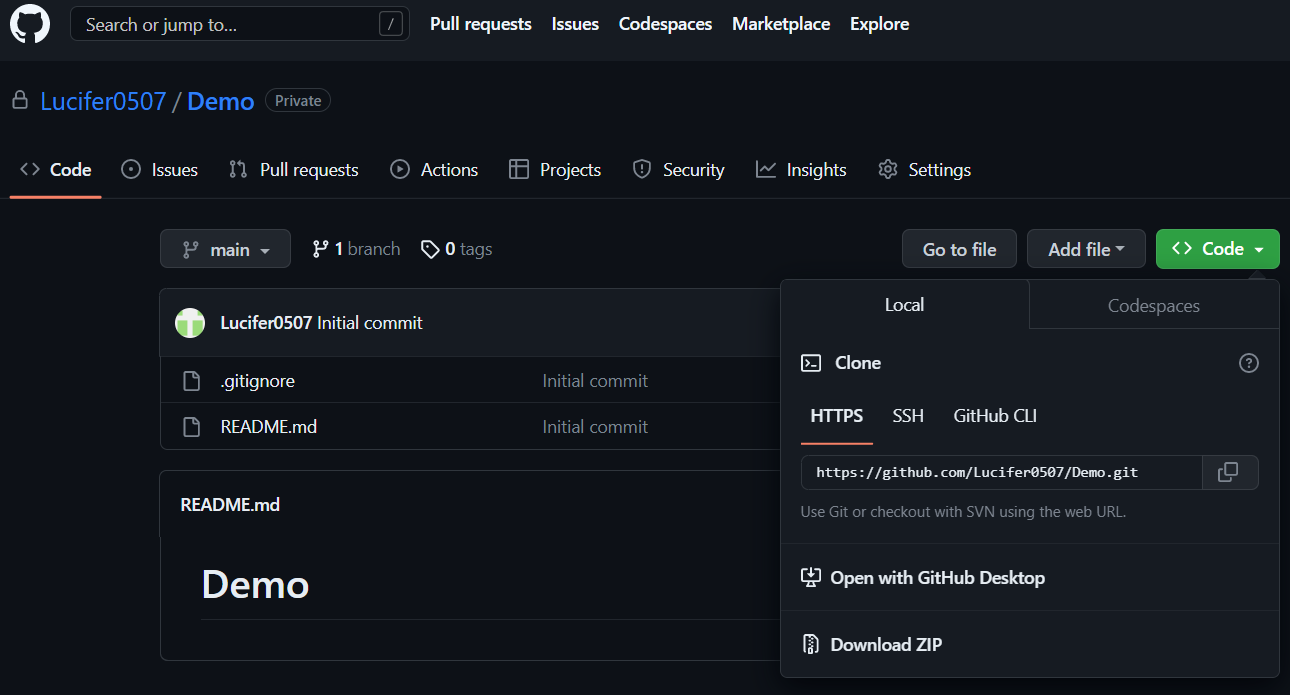 Search or jump to... /
Pull requests Issues Codespaces Marketplace Explore
Lucifer0507 / Demo Private
Code Issues Pull requests Actions Projects Security Insights Settings
main 1 branch 0 tags Go to file Add file Code
Lucifer0507 Initial commit
.gitignore Initial commit
README.md Initial commit
README.md
Demo
Local Codespaces
Clone
HTTPS SSH GitHub CLI
https://github.com/Lucifer0507/Demo.git
Use Git or checkout with SVN using the web URL.
Open with GitHub Desktop
Download ZIP